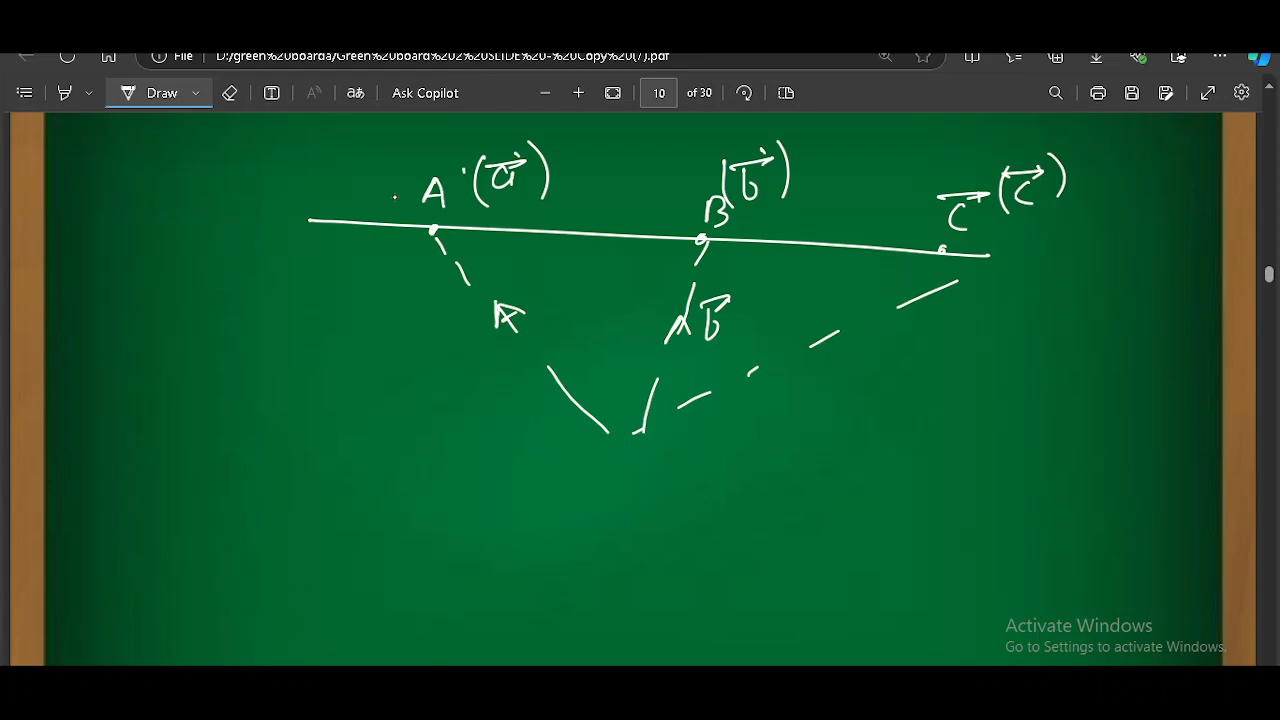 File D:/green%20boarda/Green%20board%202%20SLIDE%20-%20Copy%20(7).pdf
Draw Ask Copilot 10 of 30
A (a⃗) B (b⃗) C⃗ (c⃗)
b⃗
Activate Windows
Go to Settings to activate Windows.